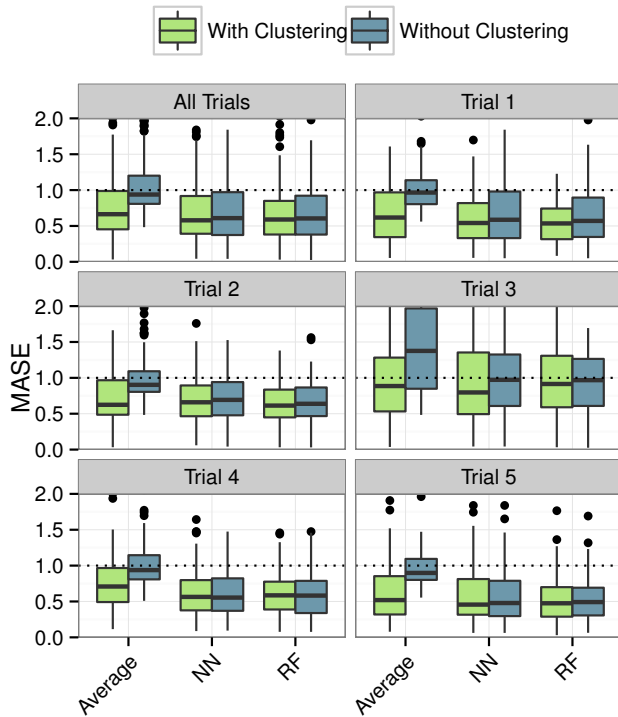 With Clustering Without Clustering
All Trials Trial 1
2.0
1.5
1.0
0.5
0.0
Trial 2 Trial 3
2.0
1.5
1.0
0.5
0.0
MASE
Trial 4 Trial 5
2.0
1.5
1.0
0.5
0.0
Average NN RF Average NN RF